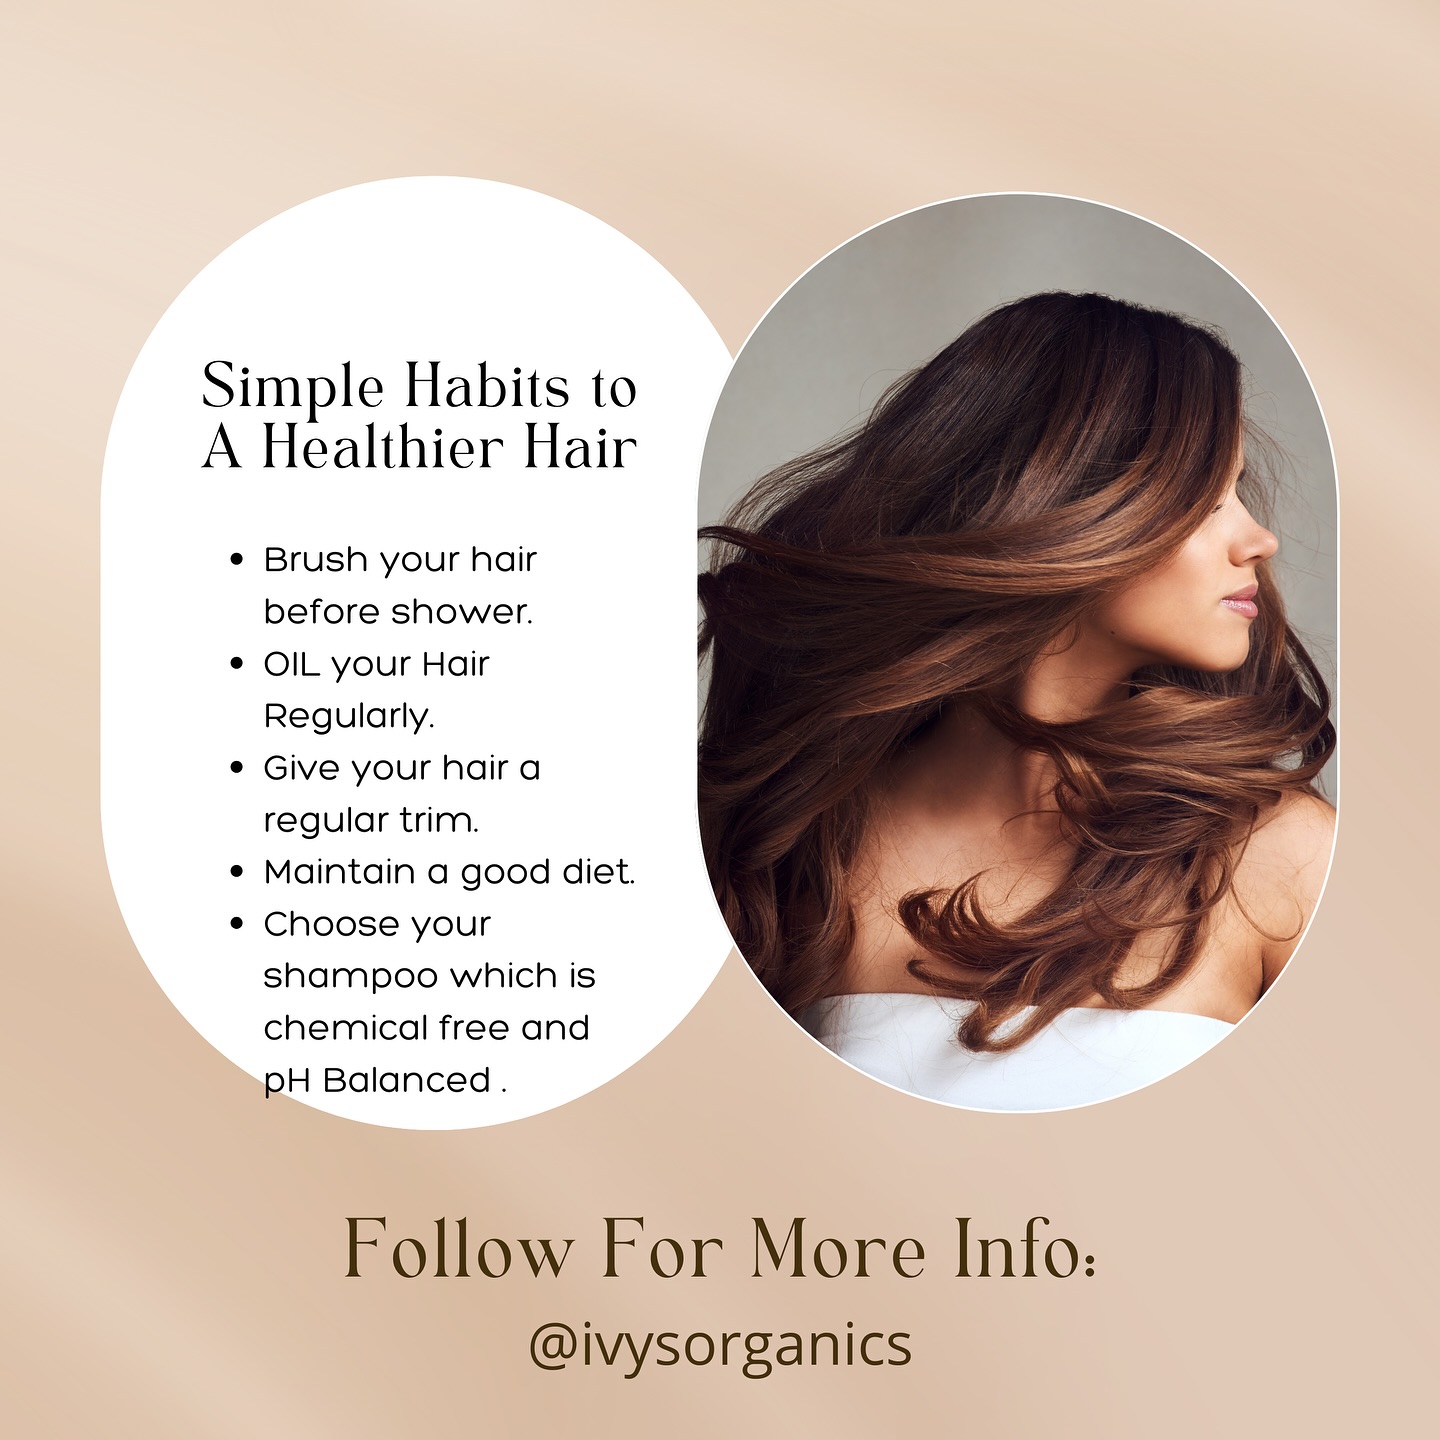 Simple Habits to
A Healthier Hair
• Brush your hair
before shower.
• OIL your Hair
Regularly.
• Give your hair a
regular trim.
• Maintain a good diet.
• Choose your
shampoo which is
chemical free and
pH Balanced .
Follow For More Info:
@ivysorganics